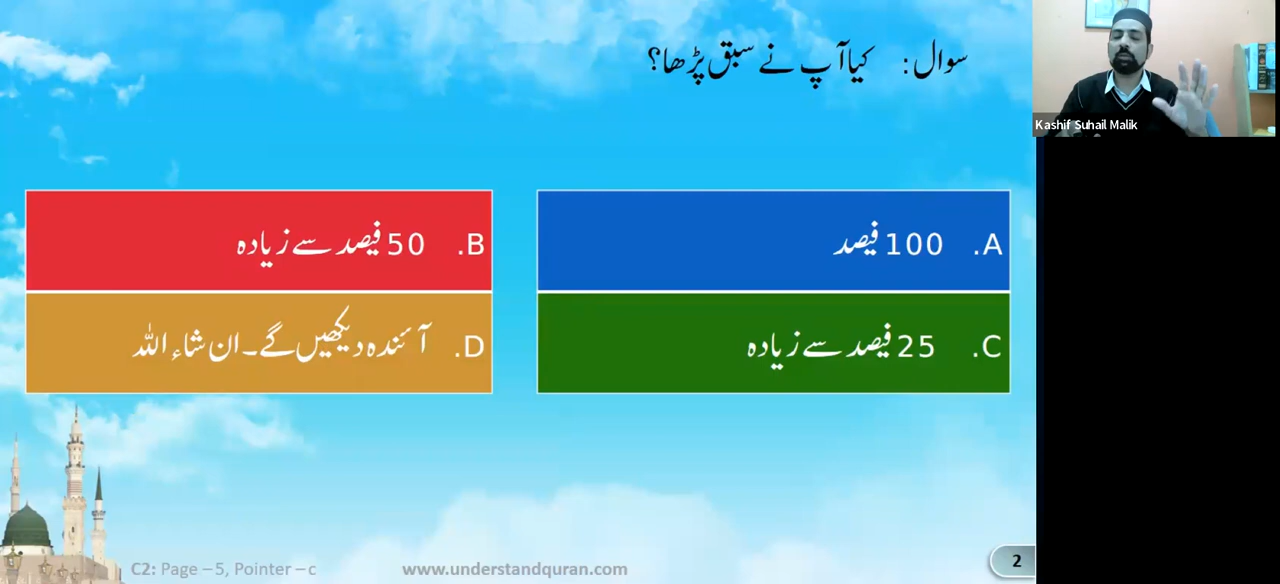 سوال: کیا آپ نے سبق پڑھا؟
A. 100 فیصد
B. 50 فیصد سے زیادہ
C. 25 فیصد سے زیادہ
D. آئندہ دیکھیں گے۔ ان شاء اللہ
C2: Page – 5, Pointer – c
www.understandquran.com
2
Kashif Suhail Malik